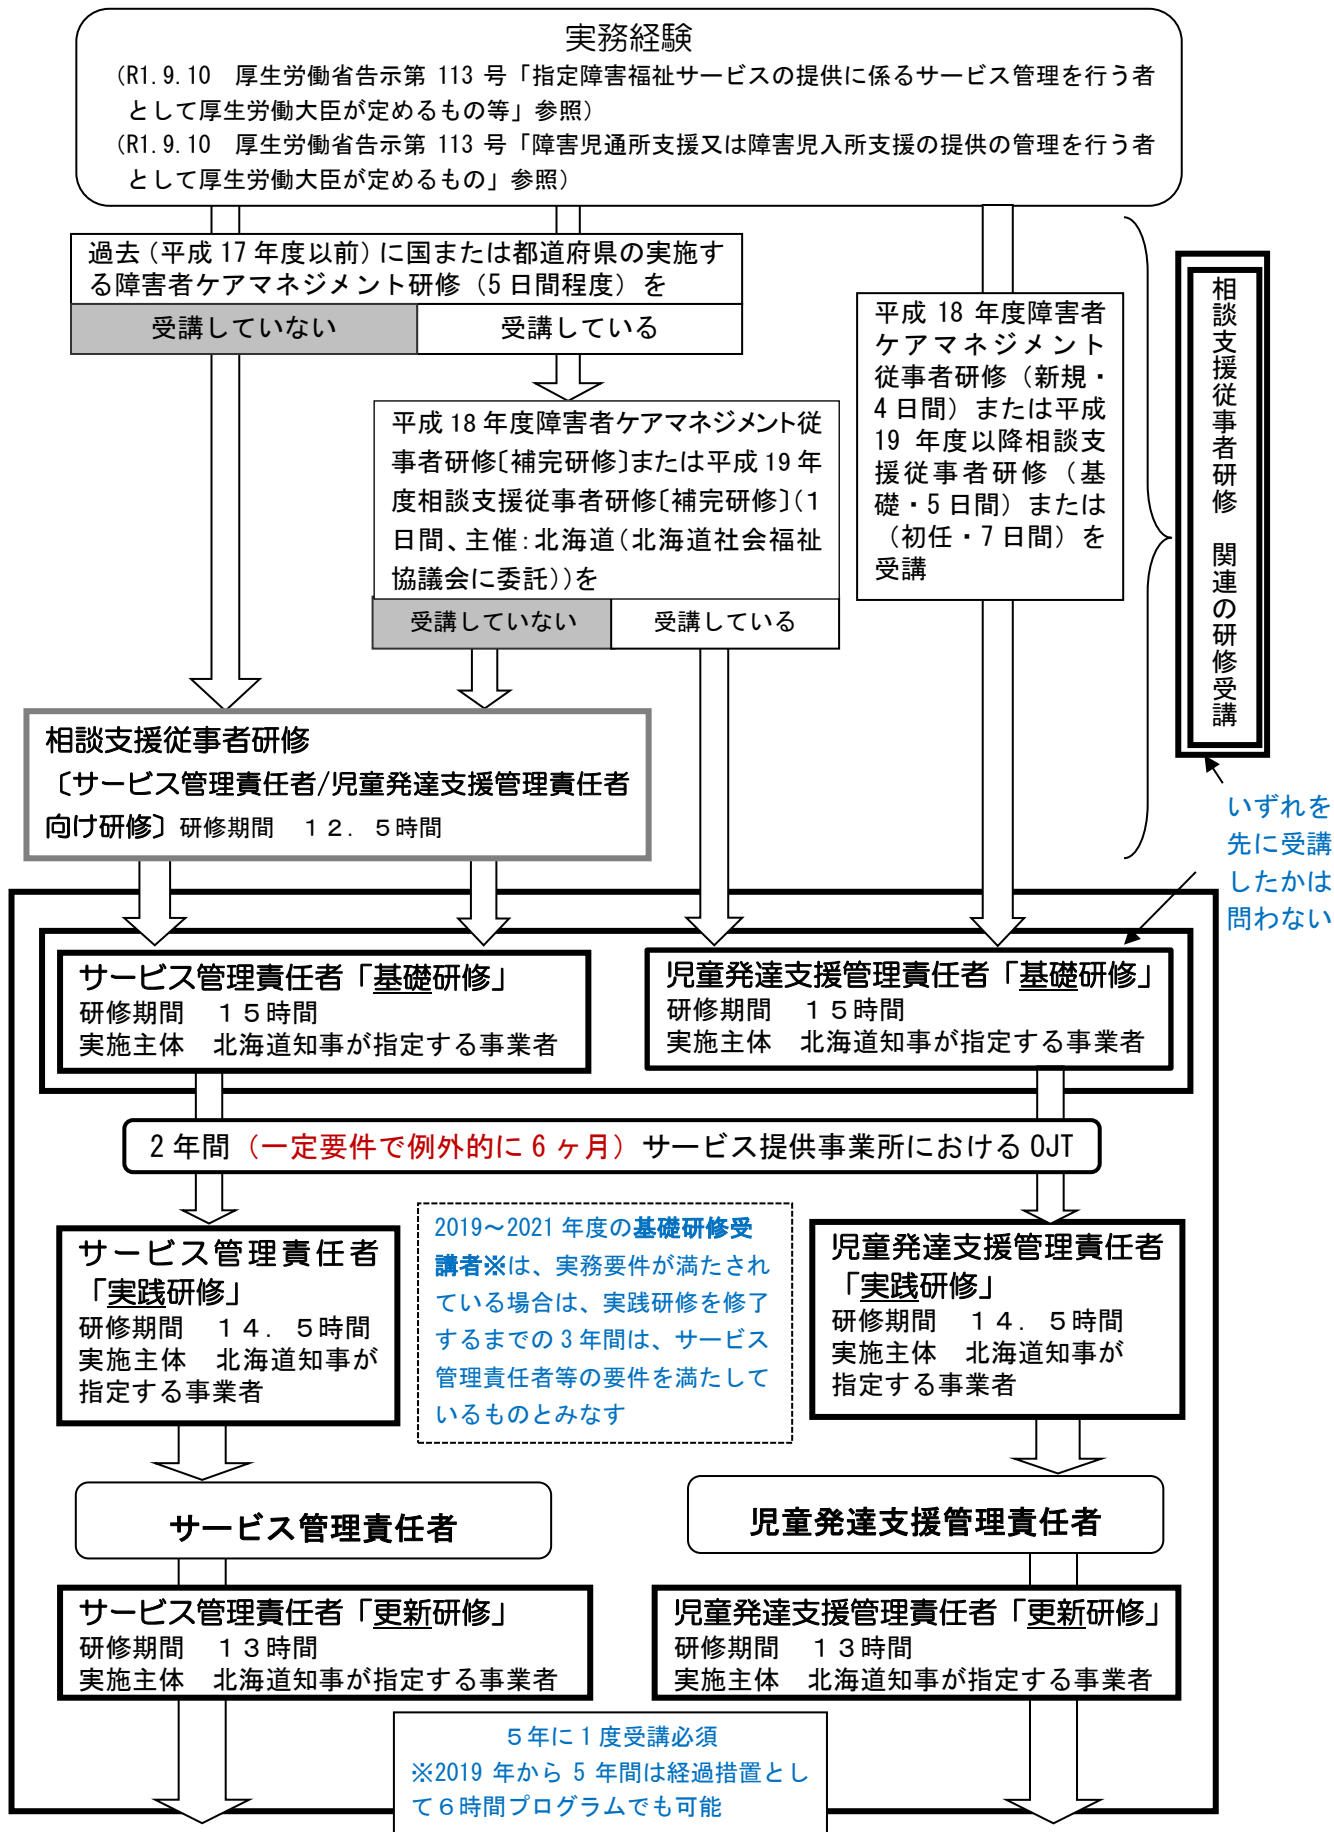 実務経験
(R1.9.10　厚生労働省告示第 113 号「指定障害福祉サービスの提供に係るサービス管理を行う者
として厚生労働大臣が定めるもの等」参照)
(R1.9.10　厚生労働省告示第 113 号「障害児通所支援又は障害児入所支援の提供の管理を行う者
として厚生労働大臣が定めるもの」参照)
過去(平成 17 年度以前)に国または都道府県の実施す
る障害者ケアマネジメント研修（5 日間程度）を
受講していない
受講している
平成 18 年度障害者ケアマネジメント従
事者研修〔補完研修〕または平成 19 年
度相談支援従事者研修〔補完研修〕(1
日間、主催:北海道(北海道社会福祉
協議会に委託))を
受講していない
受講している
平成 18 年度障害者
ケアマネジメント
従事者研修（新規・
4 日間）または平成
19 年度以降相談支
援従事者研修（基
礎・5 日間）または
（初任・7 日間）を
受講
相談支援従事者研修　関連の研修受講
いずれを
先に受講
したかは
問わない
相談支援従事者研修
〔サービス管理責任者/児童発達支援管理責任者
向け研修〕研修期間　１２．５時間
サービス管理責任者「基礎研修」
研修期間　１５時間
実施主体　北海道知事が指定する事業者
児童発達支援管理責任者「基礎研修」
研修期間　１５時間
実施主体　北海道知事が指定する事業者
2 年間（一定要件で例外的に 6 ヶ月）サービス提供事業所における OJT
サービス管理責任者
「実践研修」
研修期間　１４．５時間
実施主体　北海道知事が
指定する事業者
2019～2021 年度の基礎研修受
講者※は、実務要件が満たされ
ている場合は、実践研修を修了
するまでの 3 年間は、サービス
管理責任者等の要件を満たして
いるものとみなす
児童発達支援管理責任者
「実践研修」
研修期間　１４．５時間
実施主体　北海道知事が
指定する事業者
サービス管理責任者
児童発達支援管理責任者
サービス管理責任者「更新研修」
研修期間　１３時間
実施主体　北海道知事が指定する事業者
児童発達支援管理責任者「更新研修」
研修期間　１３時間
実施主体　北海道知事が指定する事業者
５年に１度受講必須
※2019 年から 5 年間は経過措置とし
て６時間プログラムでも可能